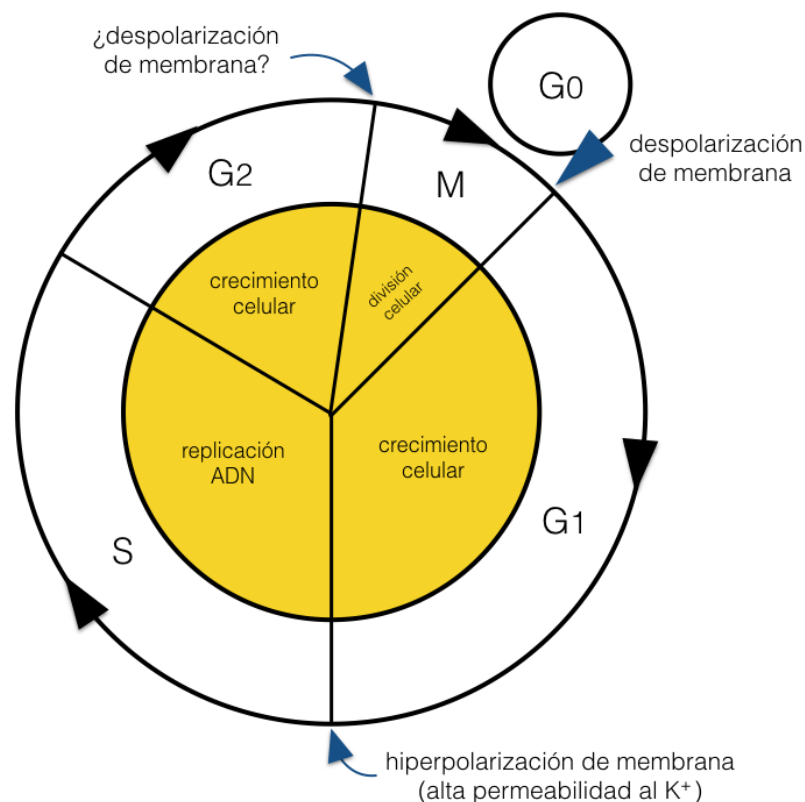 ¿despolarización
de membrana?
G0
despolarización
de membrana
G2
M
crecimiento
celular
división
celular
replicación
ADN
crecimiento
celular
G1
S
hiperpolarización de membrana
(alta permeabilidad al K⁺)